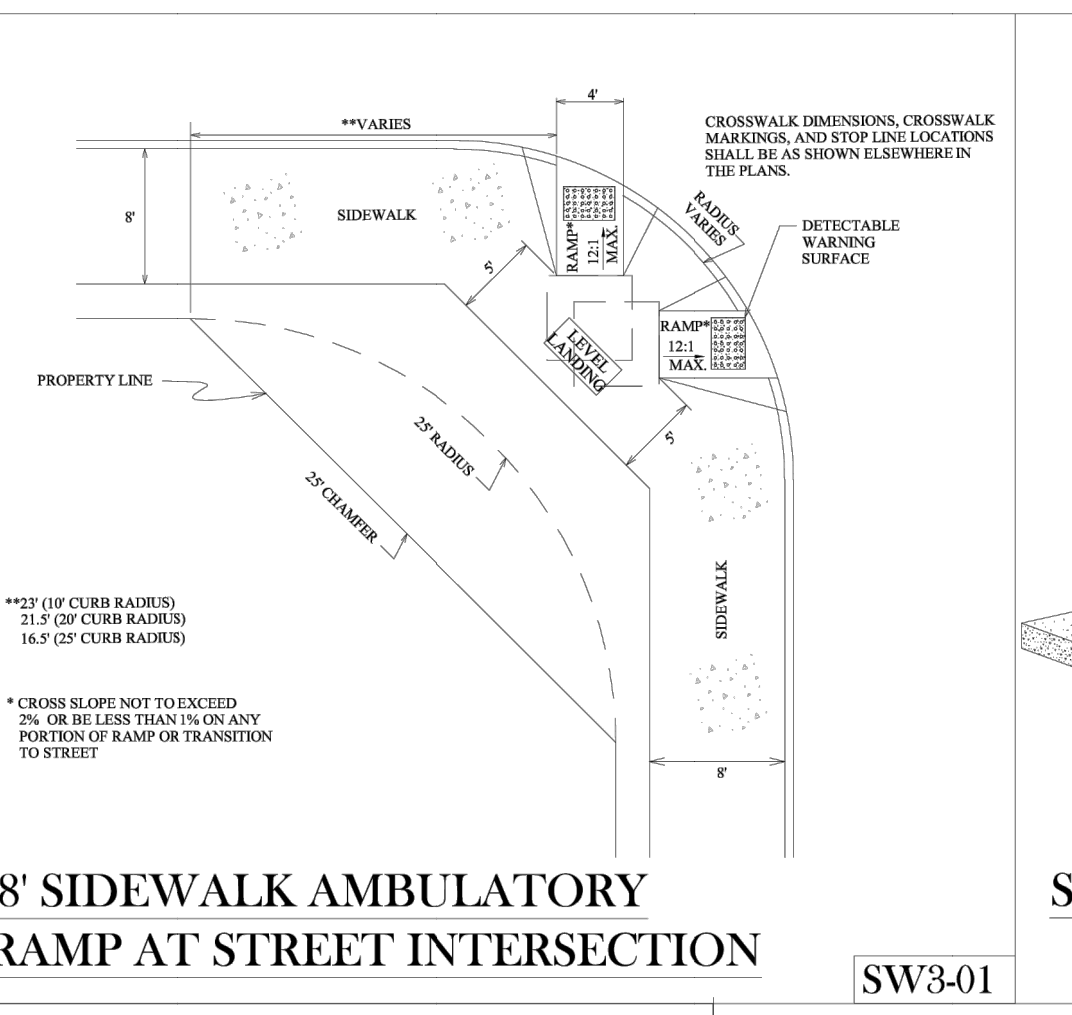 4'
**VARIES
CROSSWALK DIMENSIONS, CROSSWALK
MARKINGS, AND STOP LINE LOCATIONS
SHALL BE AS SHOWN ELSEWHERE IN
THE PLANS.
8'
SIDEWALK
RAMP*
12:1
MAX.
RADIUS
VARIES
DETECTABLE
WARNING
SURFACE
5'
RAMP*
12:1
MAX.
LEVEL
LANDING
PROPERTY LINE
5'
25' RADIUS
25' CHAMFER
SIDEWALK
**23' (10' CURB RADIUS)
21.5' (20' CURB RADIUS)
16.5' (25' CURB RADIUS)
* CROSS SLOPE NOT TO EXCEED
2% OR BE LESS THAN 1% ON ANY
PORTION OF RAMP OR TRANSITION
TO STREET
8'
8' SIDEWALK AMBULATORY
RAMP AT STREET INTERSECTION
SW3-01
S